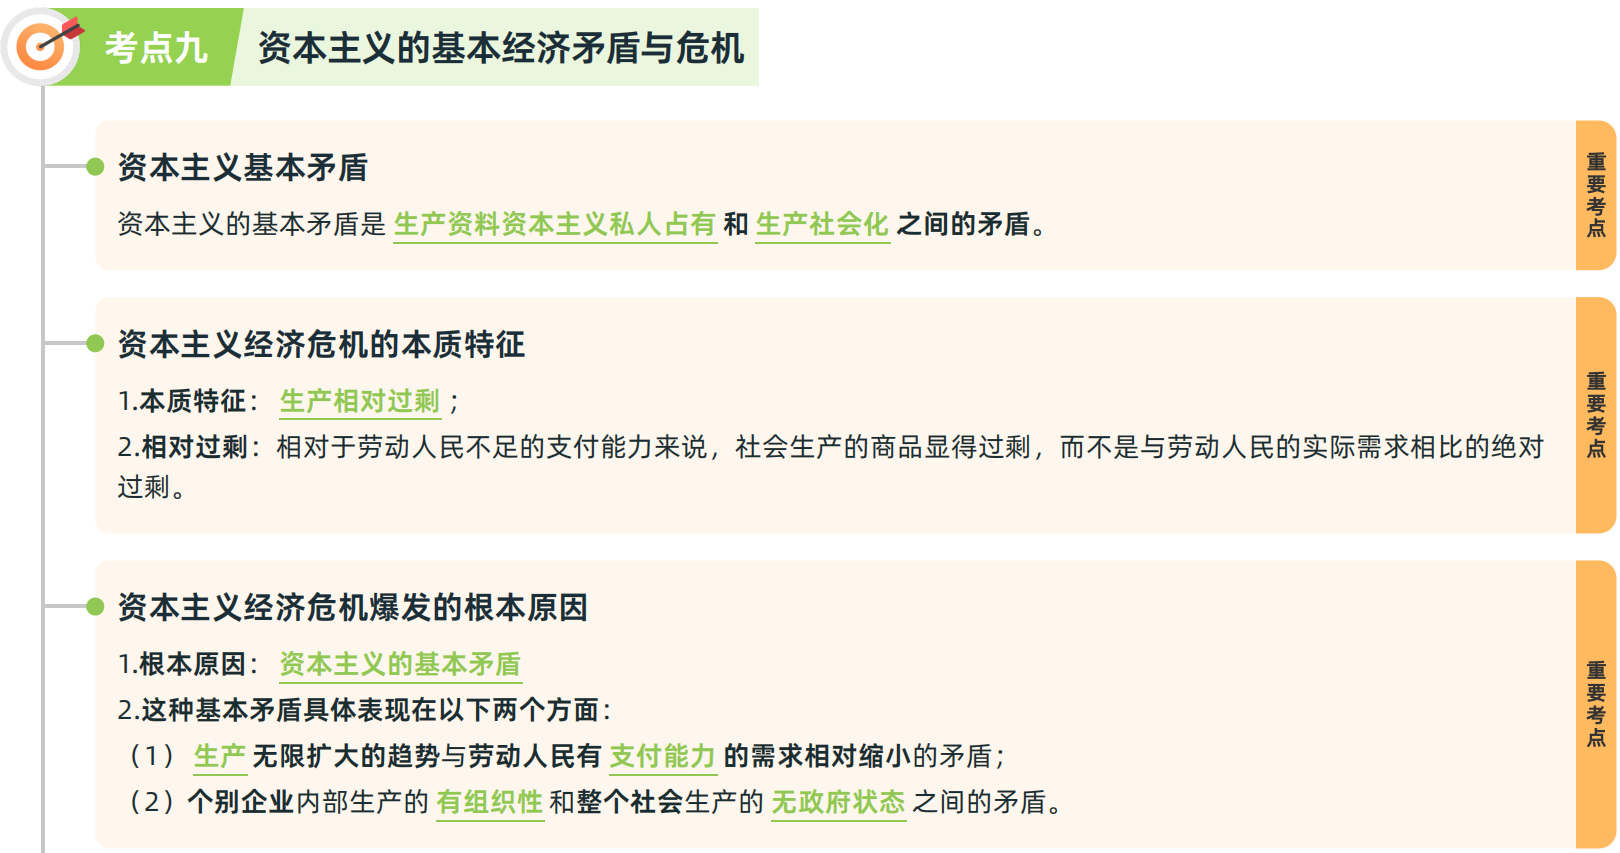 考点九 资本主义的基本经济矛盾与危机
资本主义基本矛盾
资本主义的基本矛盾是 生产资料资本主义私人占有 和 生产社会化 之间的矛盾。
重要考点
资本主义经济危机的本质特征
1.本质特征： 生产相对过剩 ；
2.相对过剩：相对于劳动人民不足的支付能力来说，社会生产的商品显得过剩，而不是与劳动人民的实际需求相比的绝对
过剩。
重要考点
资本主义经济危机爆发的根本原因
1.根本原因： 资本主义的基本矛盾
2.这种基本矛盾具体表现在以下两个方面：
（1） 生产 无限扩大的趋势与劳动人民有 支付能力 的需求相对缩小的矛盾；
（2）个别企业内部生产的 有组织性 和整个社会生产的 无政府状态 之间的矛盾。
重要考点